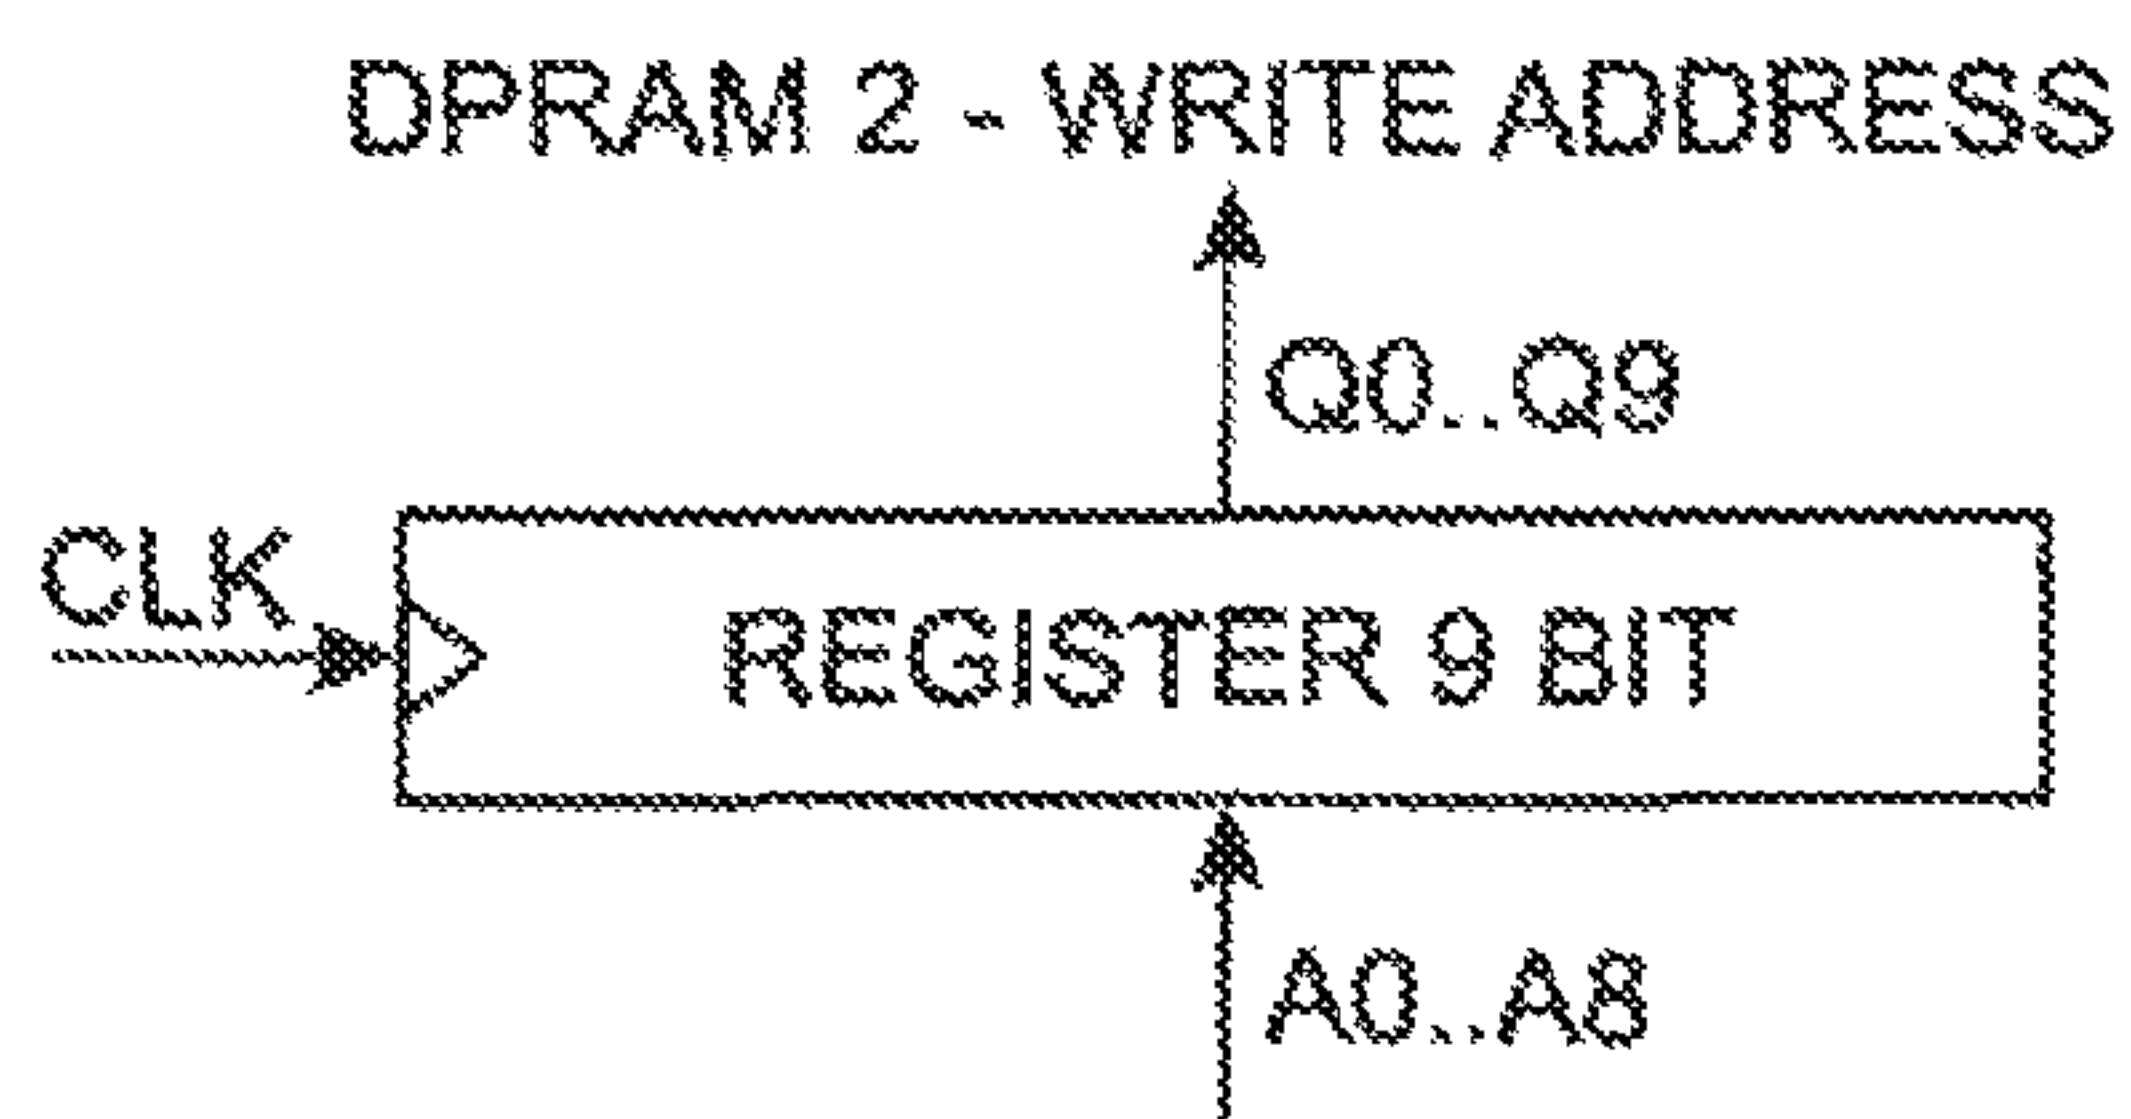 DPRAM 2 - WRITE ADDRESS
Q0..Q9
CLK
REGISTER 9 BIT
A0..A8